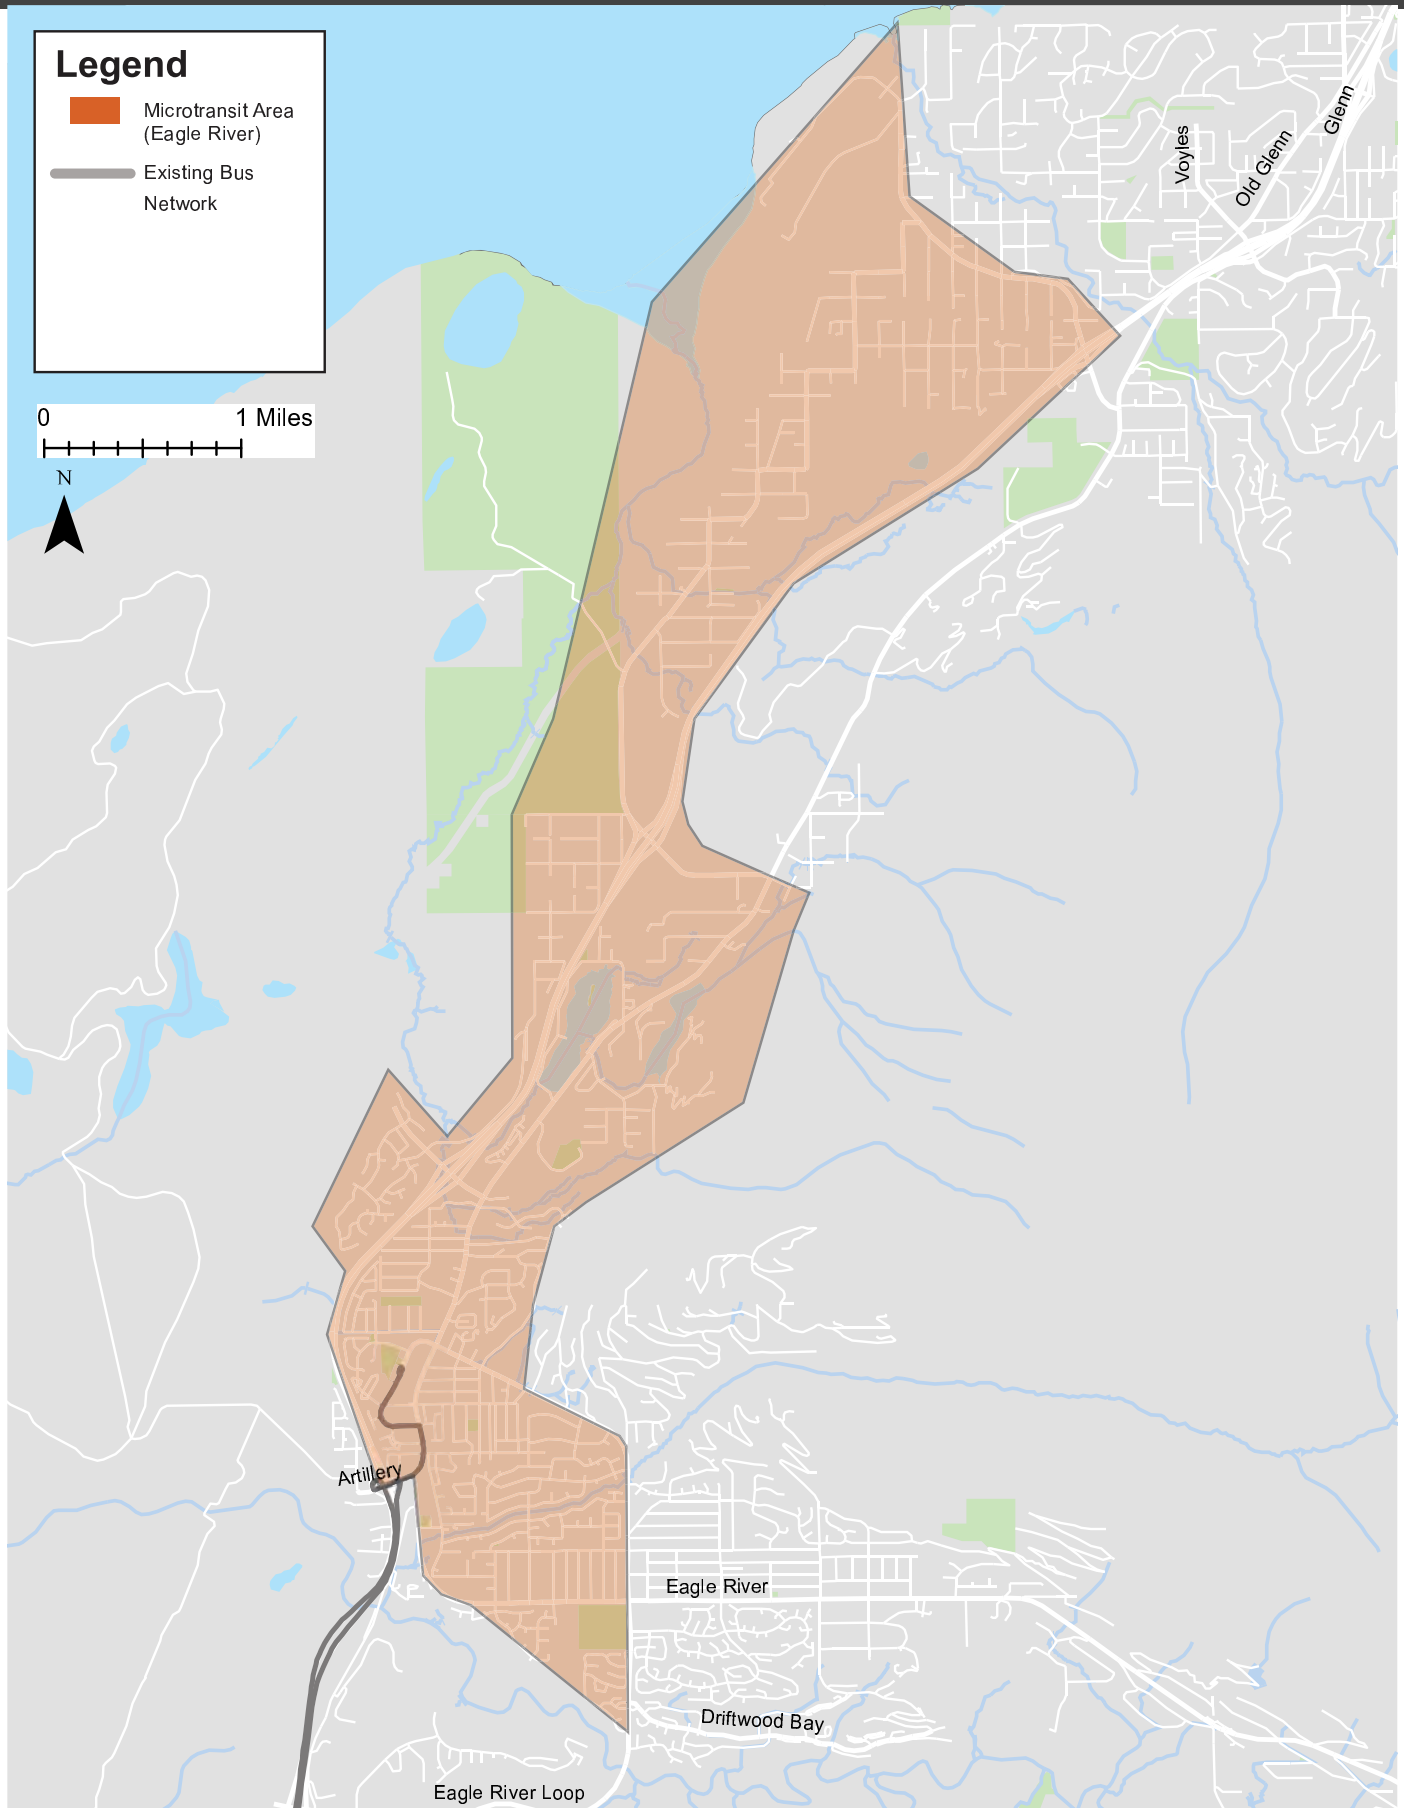 Legend
Microtransit Area
(Eagle River)
Existing Bus
Network
0 1 Miles
N
Voyles
Old Glenn
Glenn
Artillery
Eagle River
Driftwood Bay
Eagle River Loop